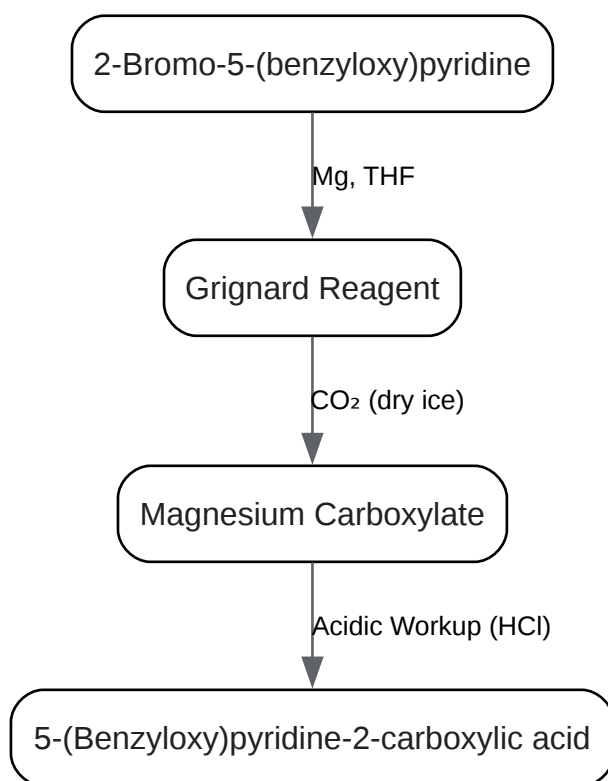 2-Bromo-5-(benzyloxy)pyridine
Mg, THF
Grignard Reagent
CO₂ (dry ice)
Magnesium Carboxylate
Acidic Workup (HCl)
5-(Benzyloxy)pyridine-2-carboxylic acid